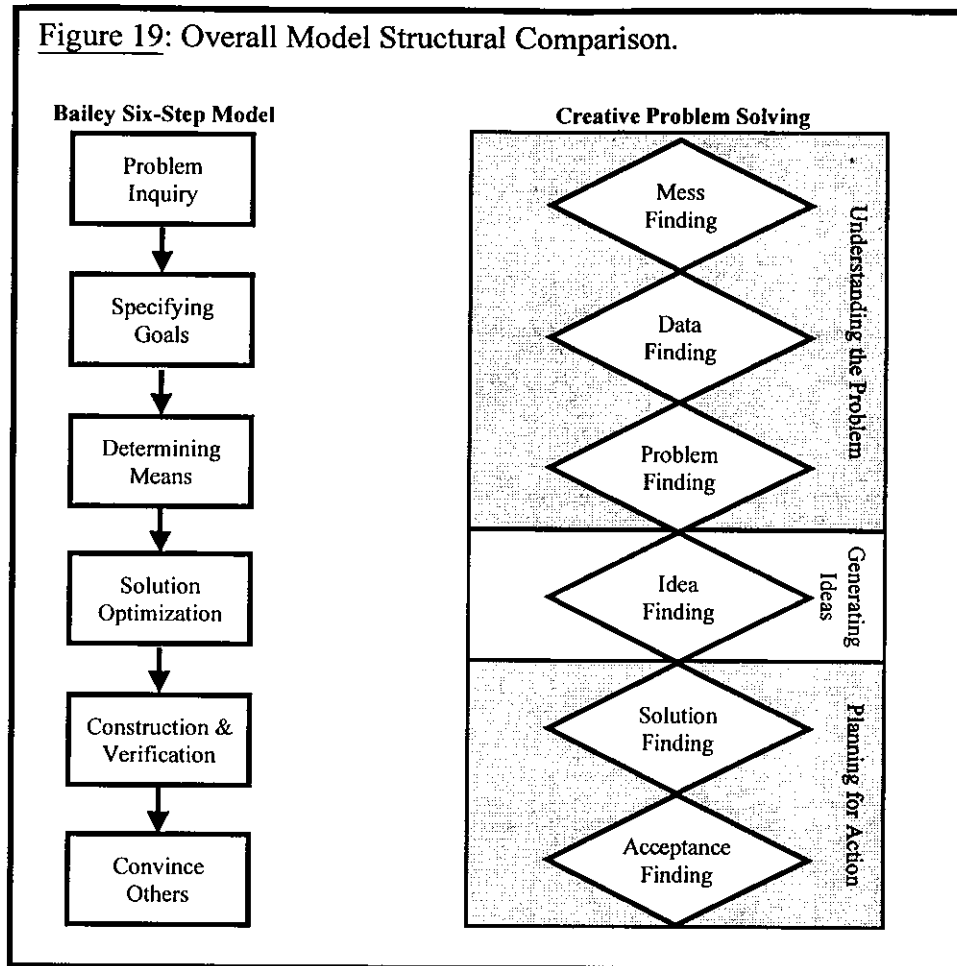 Figure 19: Overall Model Structural Comparison.
Bailey Six-Step Model
Problem
Inquiry
Specifying
Goals
Determining
Means
Solution
Optimization
Construction &
Verification
Convince
Others
Creative Problem Solving
Mess
Finding
Data
Finding
Problem
Finding
Understanding the Problem
Idea
Finding
Generating
Ideas
Solution
Finding
Acceptance
Finding
Planning for Action